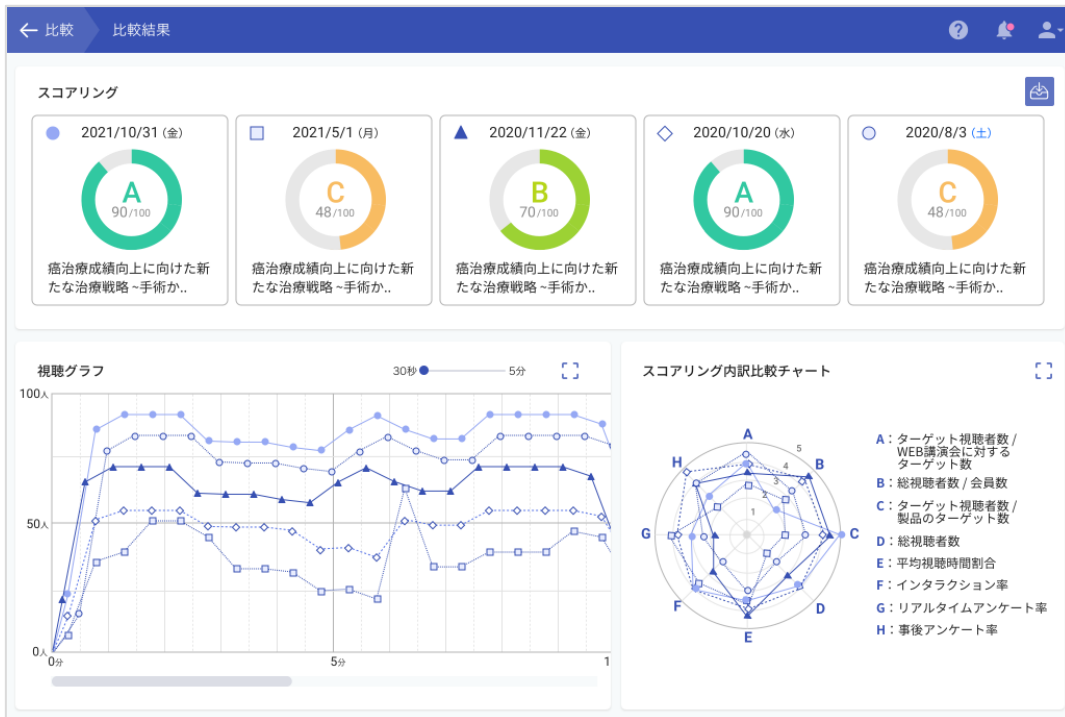 比較
比較結果
スコアリング
2021/10/31 (金)
A
90/100
癌治療成績向上に向けた新
たな治療戦略 ~手術か..
2021/5/1 (月)
C
48/100
癌治療成績向上に向けた新
たな治療戦略 ~手術か..
2020/11/22 (金)
B
70/100
癌治療成績向上に向けた新
たな治療戦略 ~手術か..
2020/10/20 (水)
A
90/100
癌治療成績向上に向けた新
たな治療戦略 ~手術か..
2020/8/3 (土)
C
48/100
癌治療成績向上に向けた新
たな治療戦略 ~手術か..
視聴グラフ
30秒
5分
100人
50人
0人
0分
5分
1
スコアリング内訳比較チャート
A
B
C
D
E
F
G
H
1
2
3
4
5
A：ターゲット視聴者数 /
WEB講演会に対する
ターゲット数
B：総視聴者数 / 会員数
C：ターゲット視聴者数 /
製品のターゲット数
D：総視聴者数
E：平均視聴時間割合
F：インタラクション率
G：リアルタイムアンケート率
H：事後アンケート率